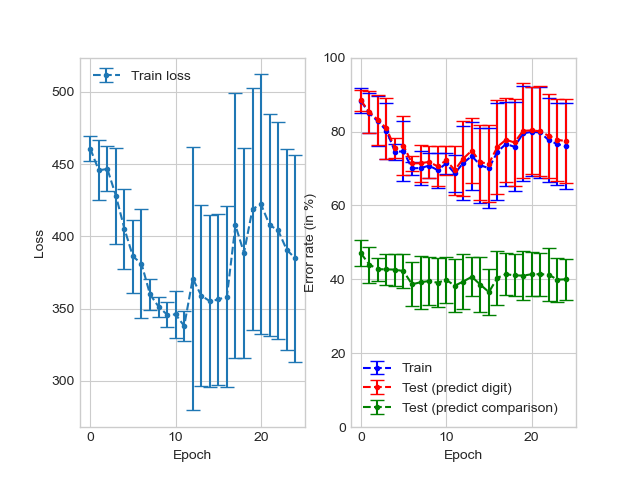 Train loss
500
450
400
350
300
Loss
0
10
20
Epoch
100
80
60
40
20
0
Error rate (in %)
Train
Test (predict digit)
Test (predict comparison)
0
10
20
Epoch